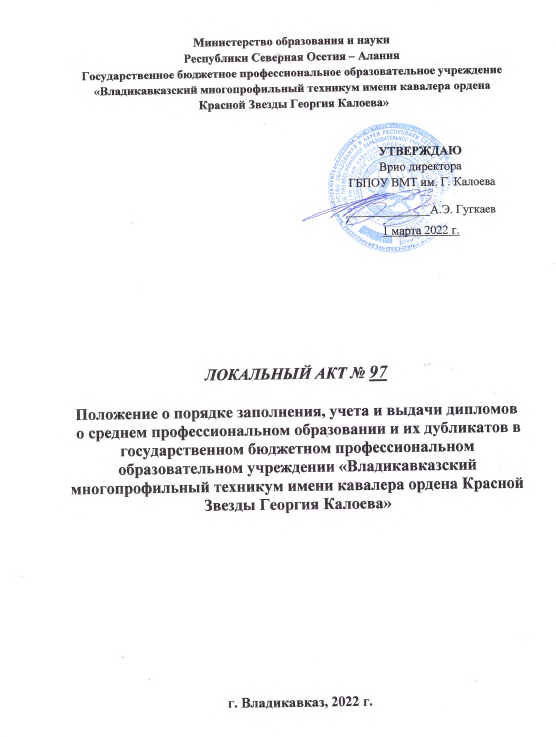 Министерство образования и науки
Республики Северная Осетия – Алания
Государственное бюджетное профессиональное образовательное учреждение
«Владикавказский многопрофильный техникум имени кавалера ордена
Красной Звезды Георгия Калоева»
УТВЕРЖДАЮ
Врио директора
ГБПОУ ВМТ им. Г. Калоева
А.Э. Гугкаев
1 марта 2022 г.
ЛОКАЛЬНЫЙ АКТ № 97
Положение о порядке заполнения, учета и выдачи дипломов
о среднем профессиональном образовании и их дубликатов в
государственном бюджетном профессиональном
образовательном учреждении «Владикавказский
многопрофильный техникум имени кавалера ордена Красной
Звезды Георгия Калоева»
г. Владикавказ, 2022 г.